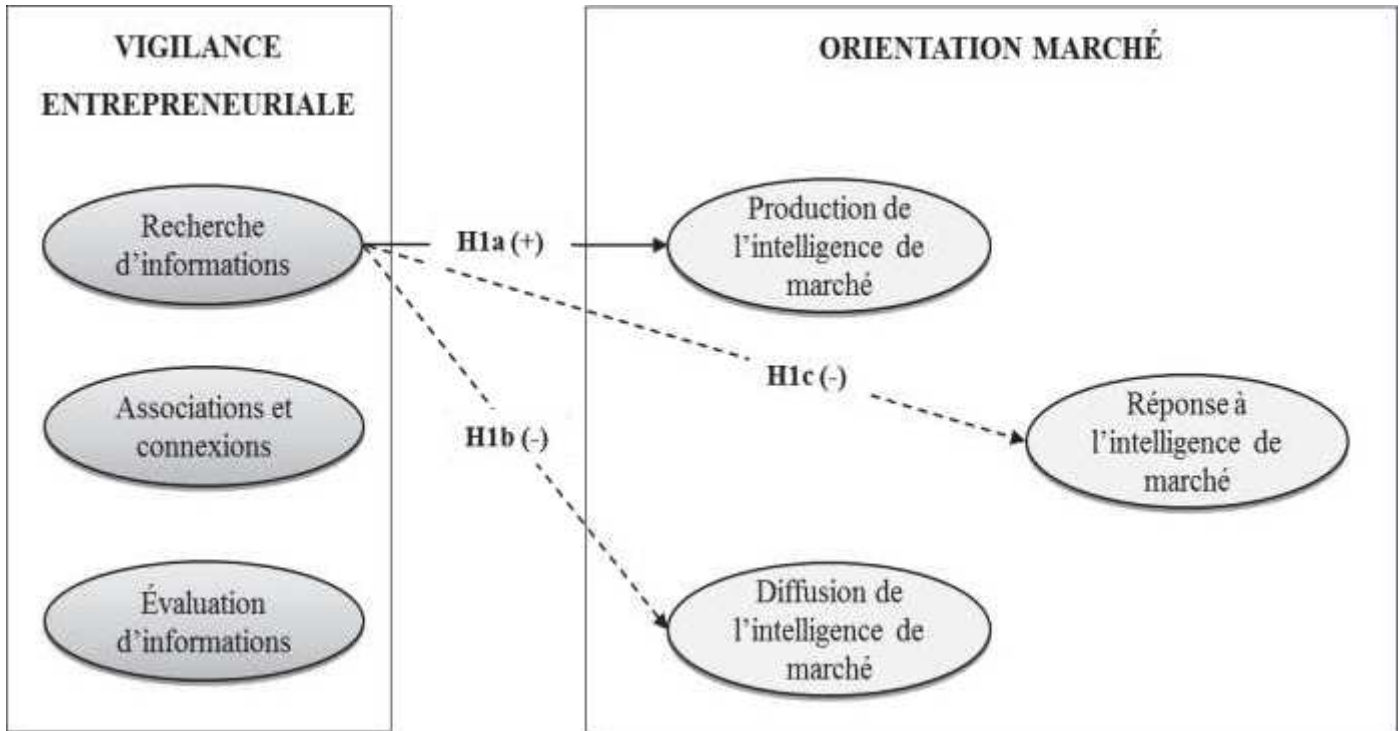 VIGILANCE
ENTREPRENEURIALE
Recherche
d’informations
Associations et
connexions
Évaluation
d’informations
H1a (+)
H1b (-)
H1c (-)
ORIENTATION MARCHÉ
Production de
l’intelligence de
marché
Réponse à
l’intelligence de
marché
Diffusion de
l’intelligence de
marché